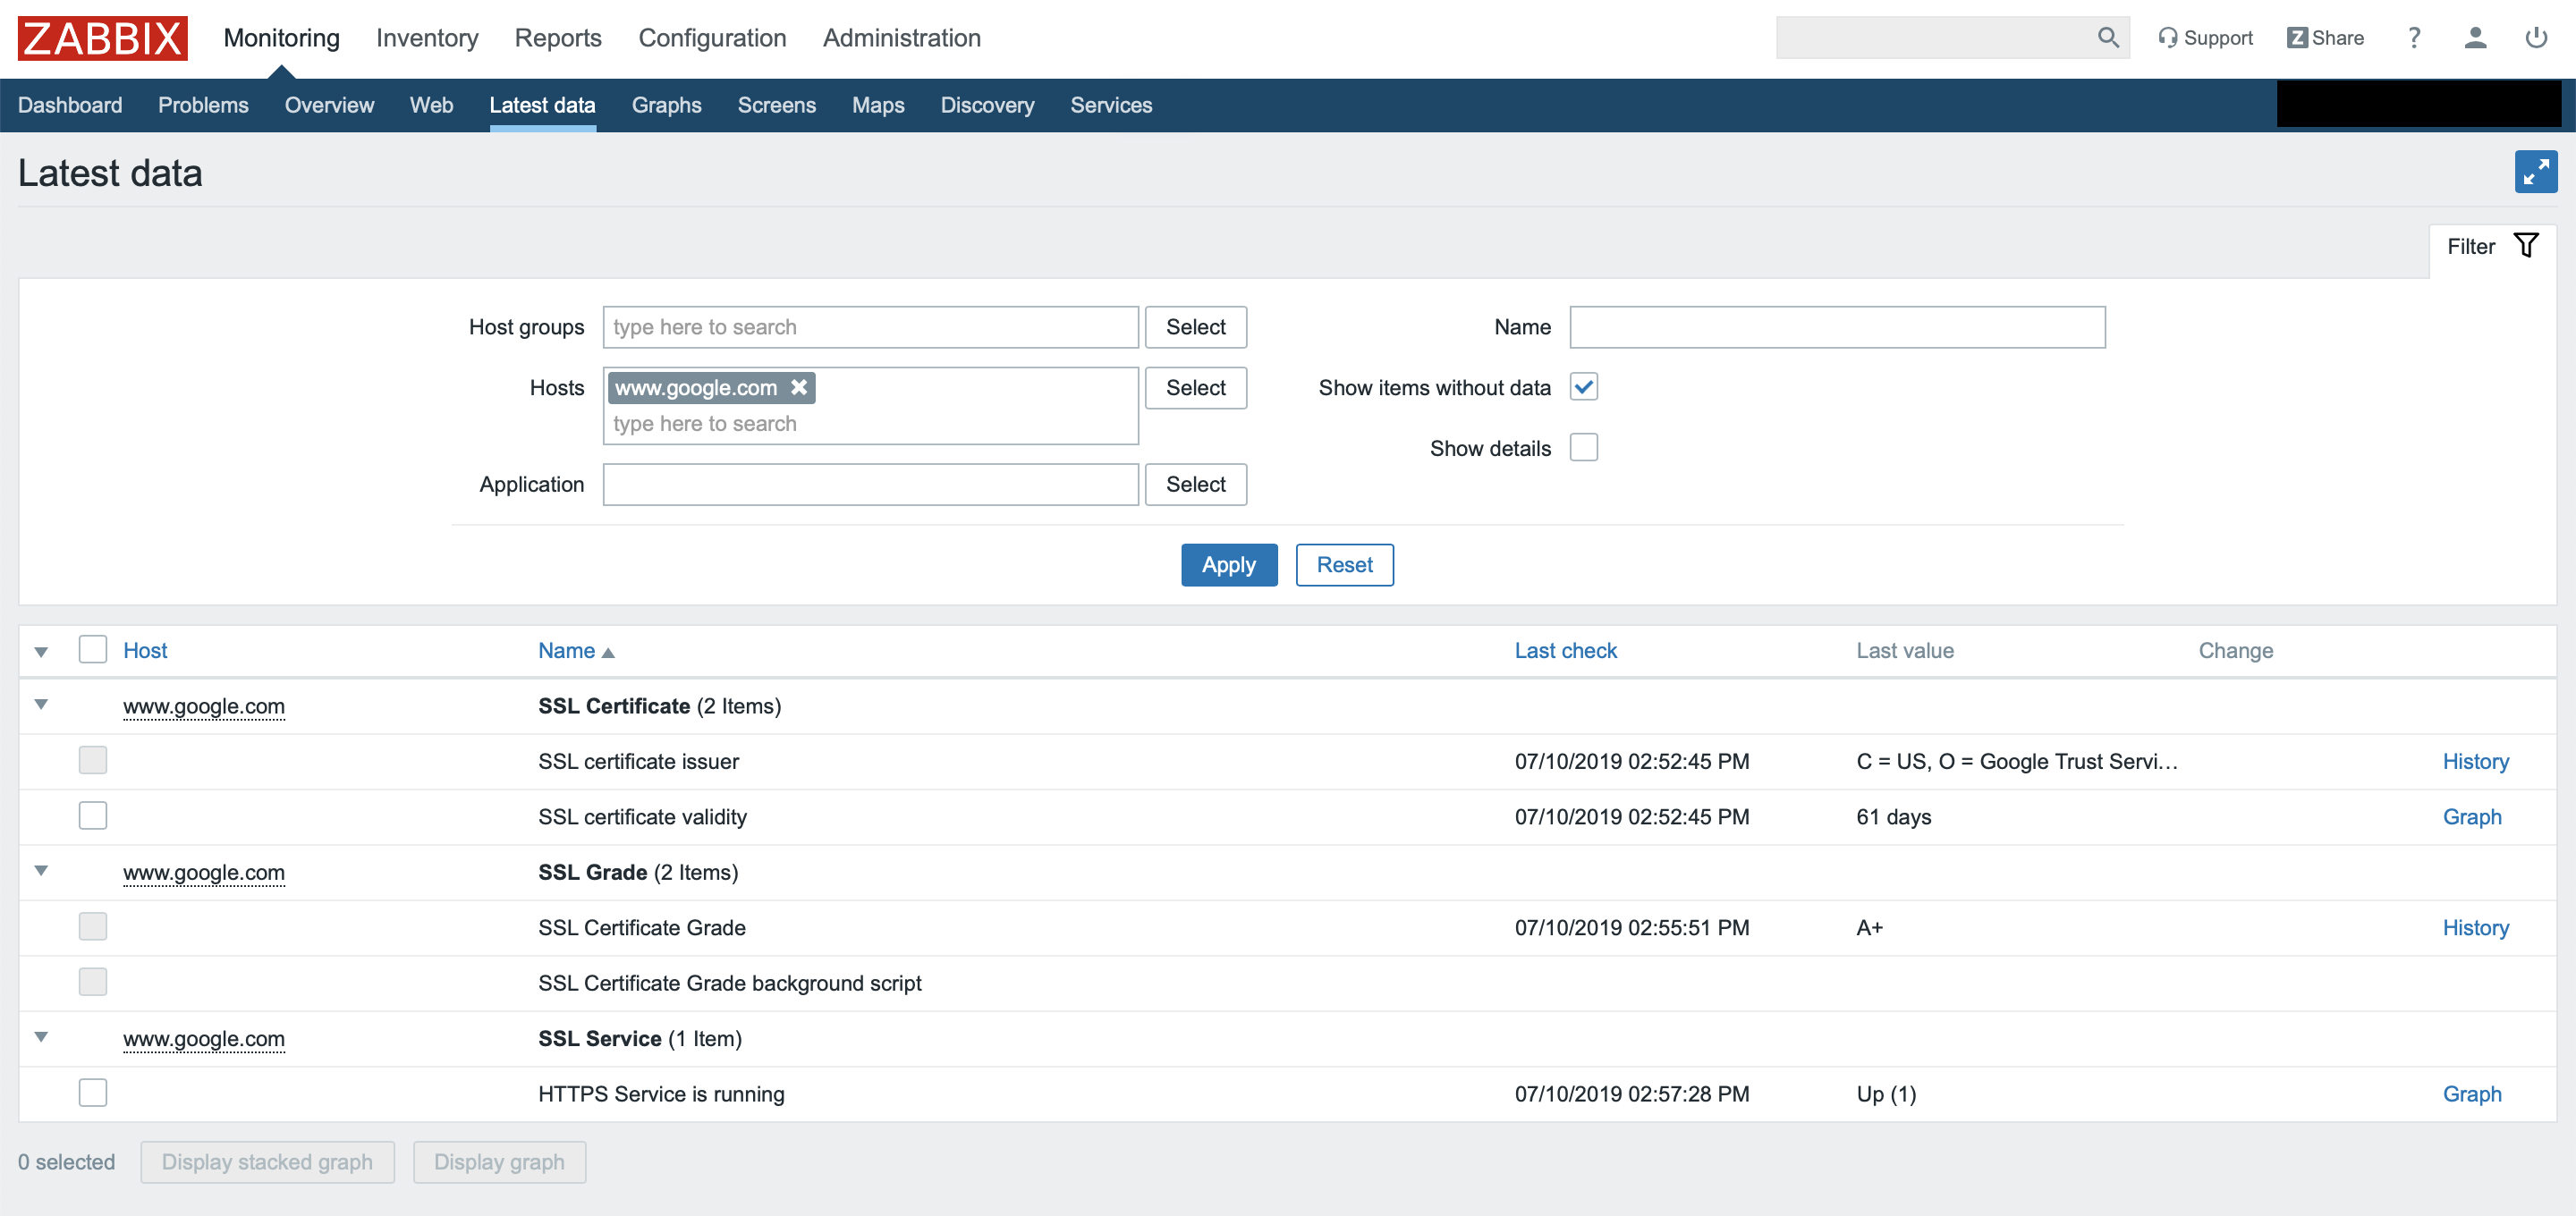 ZABBIX Monitoring Inventory Reports Configuration Administration Support Z Share ?
Dashboard Problems Overview Web Latest data Graphs Screens Maps Discovery Services
Latest data
Filter
Host groups type here to search Select Name
Hosts www.google.com Select Show items without data
type here to search
Show details
Application Select
Apply Reset
Host Name Last check Last value Change
www.google.com SSL Certificate (2 Items)
SSL certificate issuer 07/10/2019 02:52:45 PM C = US, O = Google Trust Servi... History
SSL certificate validity 07/10/2019 02:52:45 PM 61 days Graph
www.google.com SSL Grade (2 Items)
SSL Certificate Grade 07/10/2019 02:55:51 PM A+ History
SSL Certificate Grade background script
www.google.com SSL Service (1 Item)
HTTPS Service is running 07/10/2019 02:57:28 PM Up (1) Graph
0 selected Display stacked graph Display graph